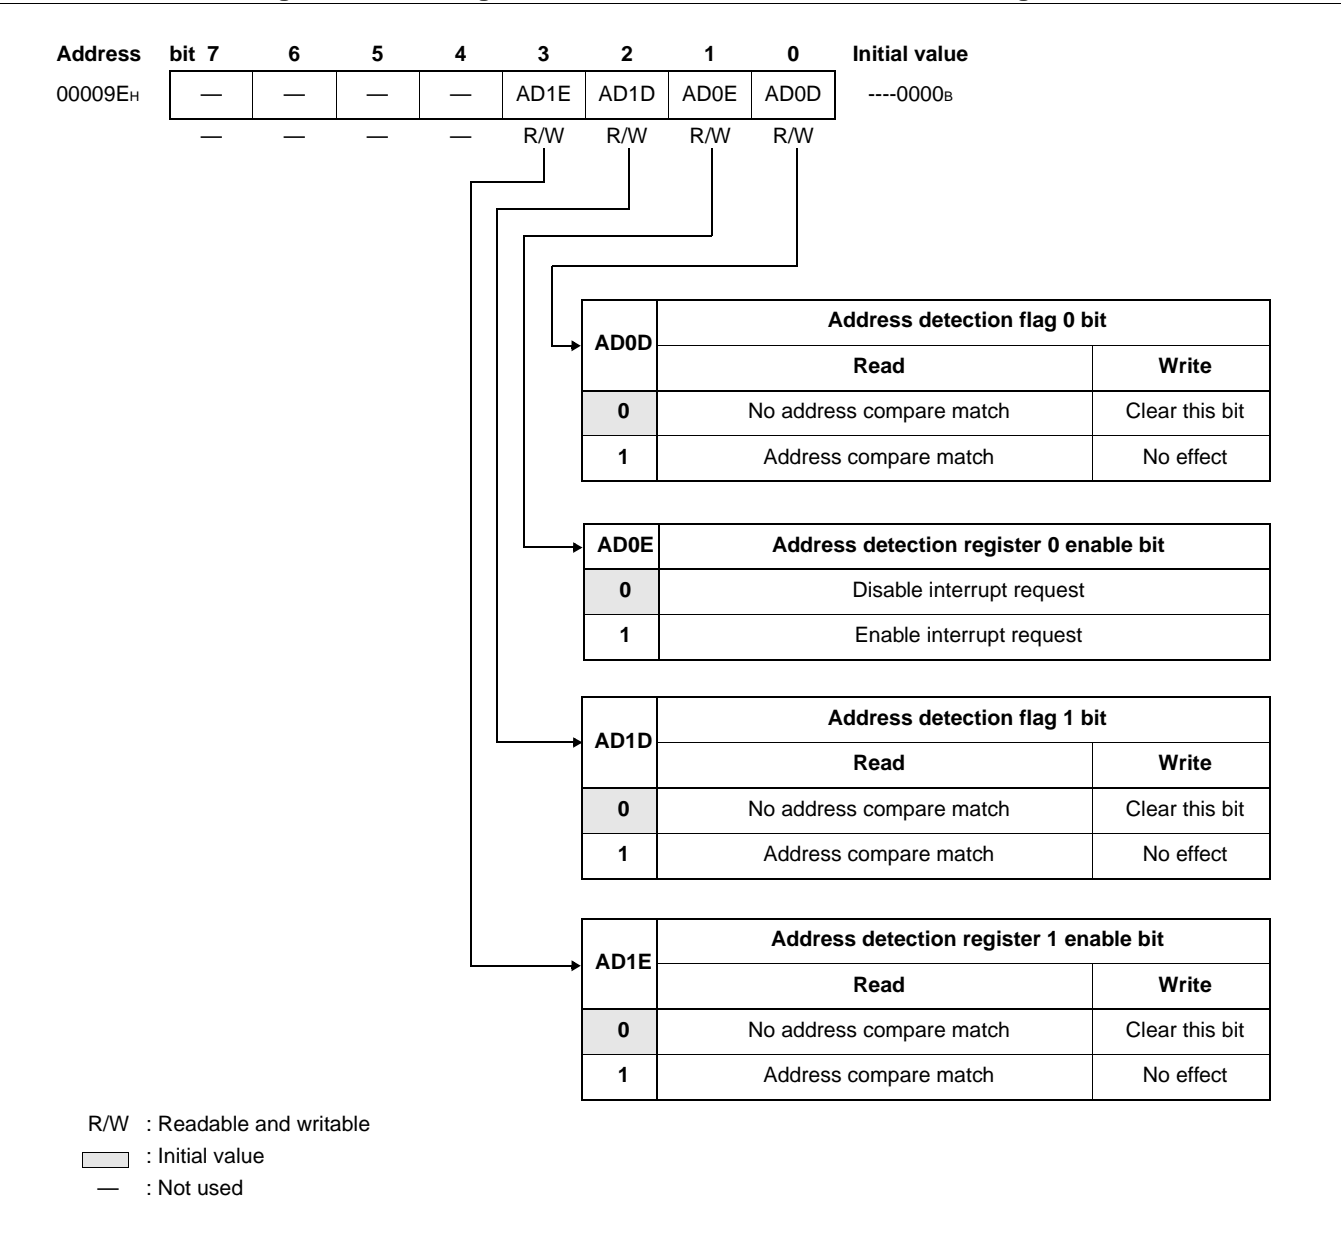 Address bit 7 6 5 4 3 2 1 0 Initial value
00009EH — — — — AD1E AD1D AD0E AD0D ----0000B
— — — — R/W R/W R/W R/W
Address detection flag 0 bit
AD0D
Read Write
0 No address compare match Clear this bit
1 Address compare match No effect
AD0E Address detection register 0 enable bit
0 Disable interrupt request
1 Enable interrupt request
Address detection flag 1 bit
AD1D
Read Write
0 No address compare match Clear this bit
1 Address compare match No effect
Address detection register 1 enable bit
AD1E
Read Write
0 No address compare match Clear this bit
1 Address compare match No effect
R/W : Readable and writable
: Initial value
— : Not used